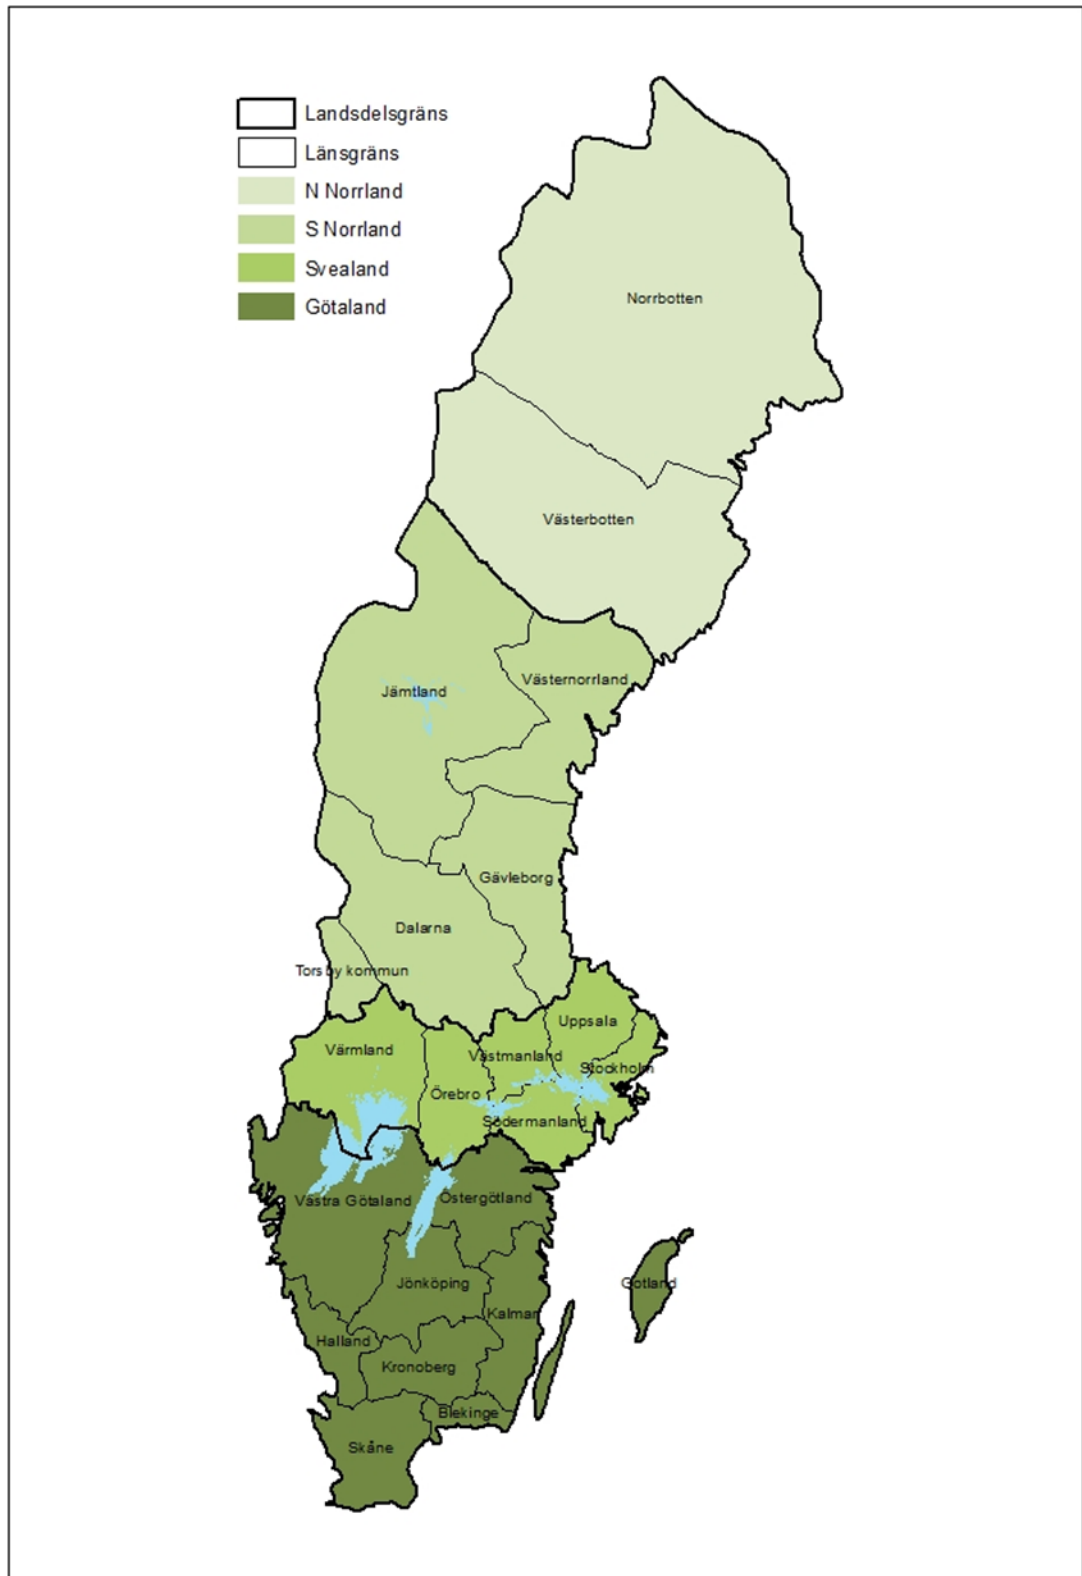 Landsdelsgräns
Länsgräns
N Norrland
S Norrland
Svealand
Götaland
Norrbotten
Västerbotten
Västernorrland
Jämtland
Gävleborg
Dalarna
Torsby kommun
Uppsala
Värmland
Västmanland
Stockholm
Örebro
Södermanland
Östergötland
Västra Götaland
Jönköping
Gotland
Kalmar
Halland
Kronoberg
Blekinge
Skåne